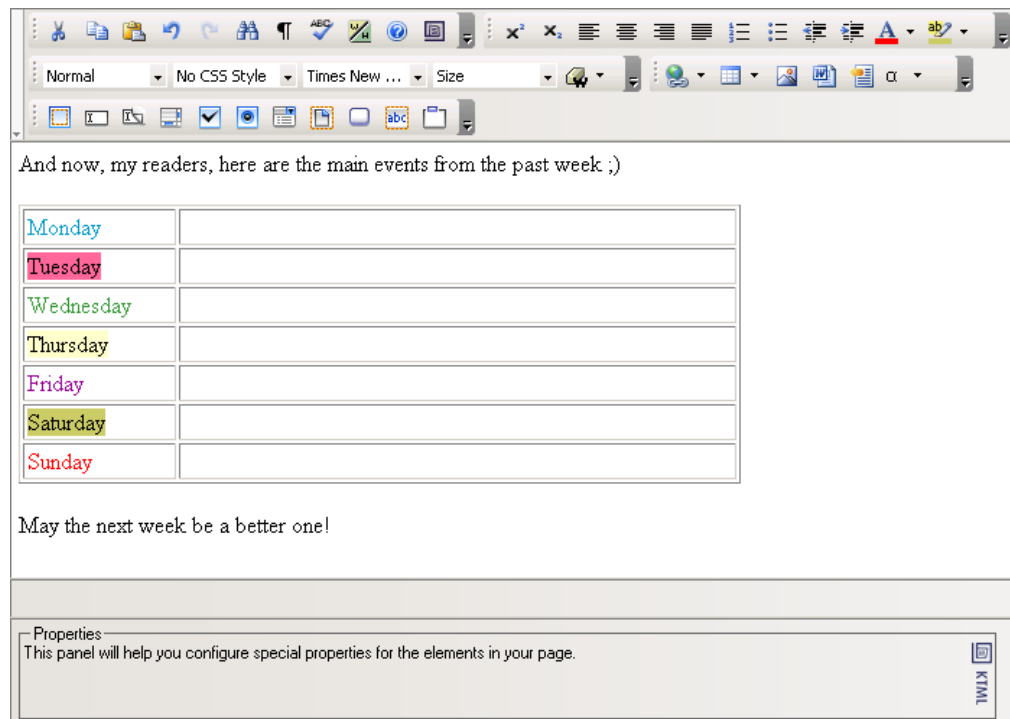 Normal No CSS Style Times New ... Size
And now, my readers, here are the main events from the past week ;)
Monday
Tuesday
Wednesday
Thursday
Friday
Saturday
Sunday
May the next week be a better one!
Properties
This panel will help you configure special properties for the elements in your page.
KTML